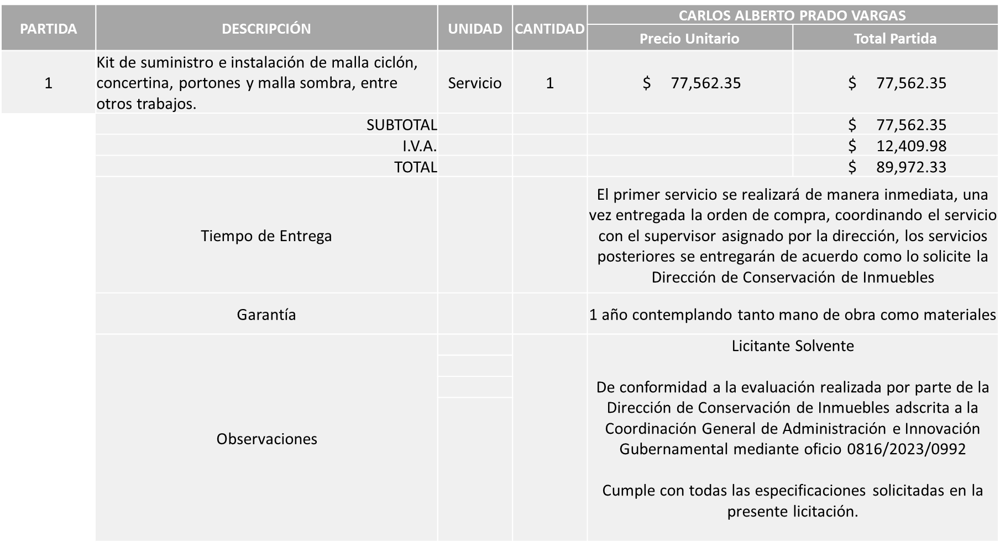 PARTIDA DESCRIPCIÓN UNIDAD CANTIDAD CARLOS ALBERTO PRADO VARGAS
Precio Unitario Total Partida
1 Kit de suministro e instalación de malla ciclón,
concertina, portones y malla sombra, entre
otros trabajos. Servicio 1 $ 77,562.35 $ 77,562.35
SUBTOTAL $ 77,562.35
I.V.A. $ 12,409.98
TOTAL $ 89,972.33
Tiempo de Entrega
El primer servicio se realizará de manera inmediata, una
vez entregada la orden de compra, coordinando el servicio
con el supervisor asignado por la dirección, los servicios
posteriores se entregarán de acuerdo como lo solicite la
Dirección de Conservación de Inmuebles
Garantía 1 año contemplando tanto mano de obra como materiales
Observaciones
Licitante Solvente
De conformidad a la evaluación realizada por parte de la
Dirección de Conservación de Inmuebles adscrita a la
Coordinación General de Administración e Innovación
Gubernamental mediante oficio 0816/2023/0992
Cumple con todas las especificaciones solicitadas en la
presente licitación.